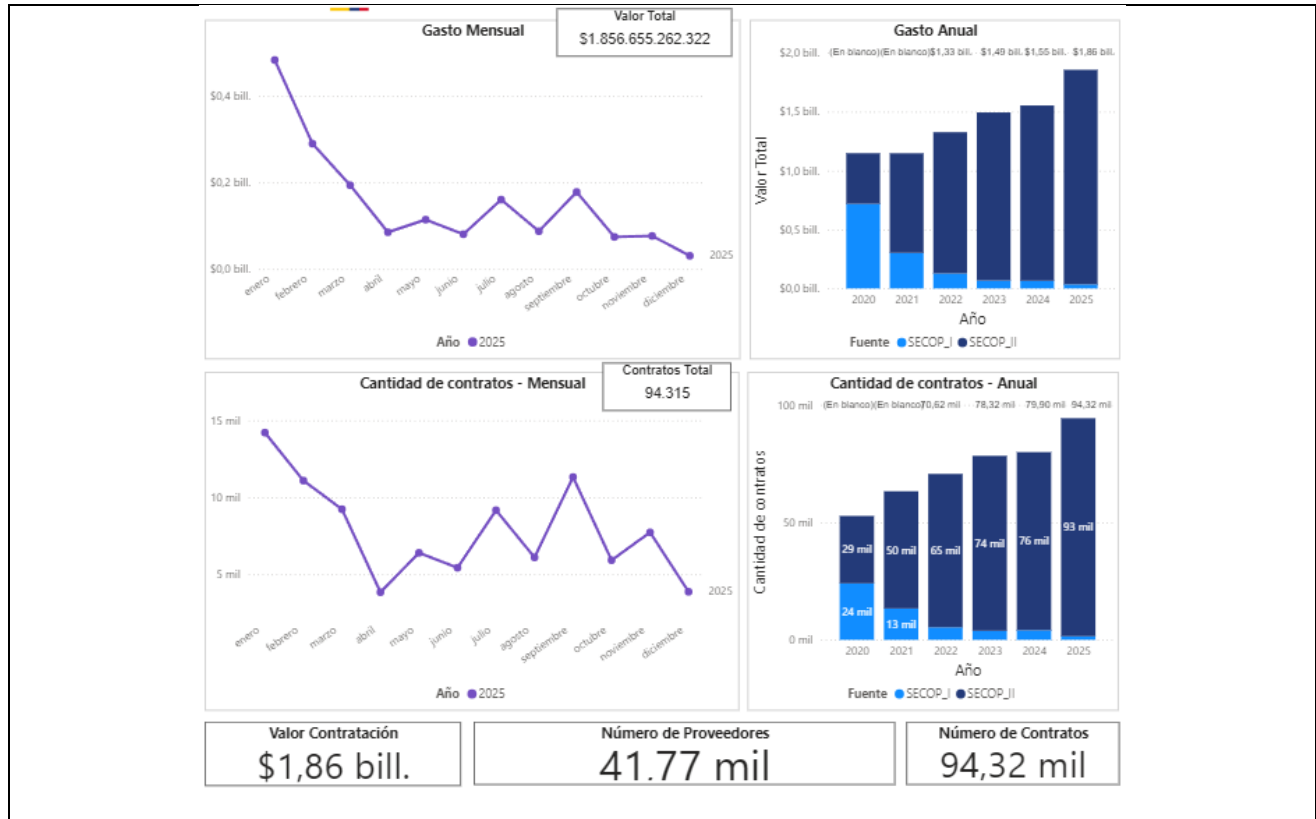 Gasto Mensual
Valor Total
$1.856.655.262.322
$0,4 bill.
$0,2 bill.
$0,0 bill.
2025
enero
febrero
marzo
abril
mayo
junio
julio
agosto
septiembre
octubre
noviembre
diciembre
Año 2025
Gasto Anual
$2,0 bill.
(En blanco) (En blanco) $1,33 bill. $1,49 bill. $1,55 bill. $1,86 bill.
$1,5 bill.
$1,0 bill.
$0,5 bill.
$0,0 bill.
Valor Total
2020 2021 2022 2023 2024 2025
Año
Fuente SECOP_I SECOP_II
Cantidad de contratos - Mensual
Contratos Total
94.315
15 mil
10 mil
5 mil
2025
enero
febrero
marzo
abril
mayo
junio
julio
agosto
septiembre
octubre
noviembre
diciembre
Año 2025
Cantidad de contratos - Anual
100 mil
(En blanco) (En blanco) 70,62 mil 78,32 mil 79,90 mil 94,32 mil
50 mil
0 mil
Cantidad de contratos
29 mil 50 mil 65 mil 74 mil 76 mil 93 mil
24 mil 13 mil
2020 2021 2022 2023 2024 2025
Año
Fuente SECOP_I SECOP_II
Valor Contratación
$1,86 bill.
Número de Proveedores
41.77 mil
Número de Contratos
94,32 mil